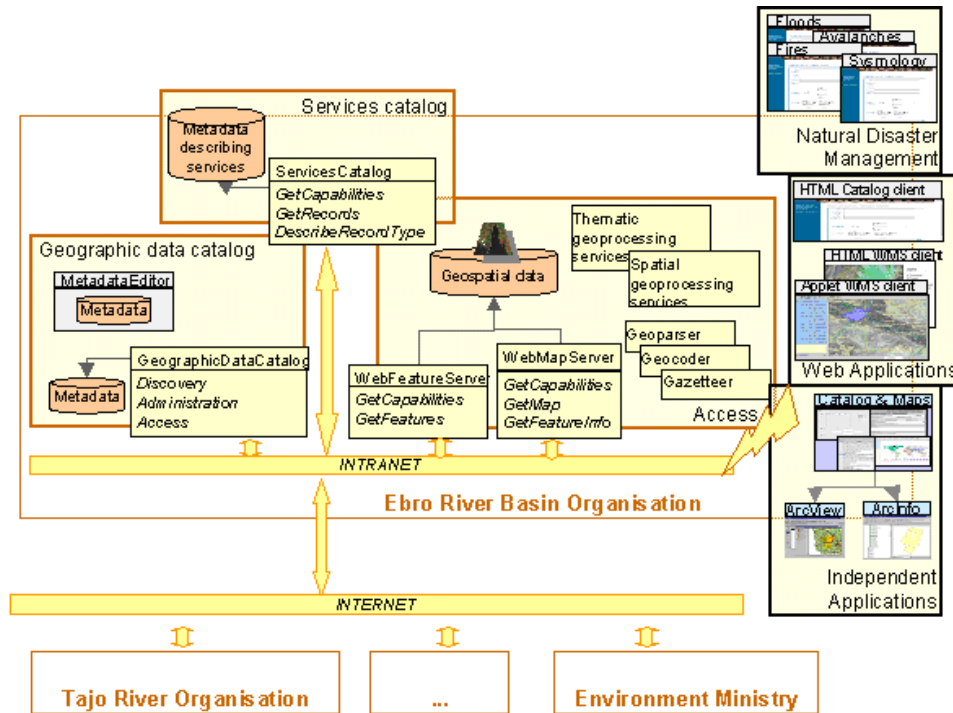 Floods
Avalanches
Fires
Sysmology
Natural Disaster
Management
Services catalog
Metadata
describing
services
ServicesCatalog
GetCapabilities
GetRecords
DescribeRecordType
HTML Catalog client
HTML WMS client
Applet WMS client
Web Applications
Geographic data catalog
MetadataEditor
Metadata
GeographicDataCatalog
Discovery
Administration
Access
Metadata
Geospatial data
Thematic
geoprocessing
services
Spatial
geoprocessing
services
WebFeatureServer
GetCapabilities
GetFeatures
WebMapServer
GetCapabilities
GetMap
GetFeatureInfo
Geoparser
Geocoder
Gazetteer
Access
Catalog & Maps
ArcView
ArcInfo
Independent
Applications
INTRANET
Ebro River Basin Organisation
INTERNET
Tajo River Organisation
...
Environment Ministry